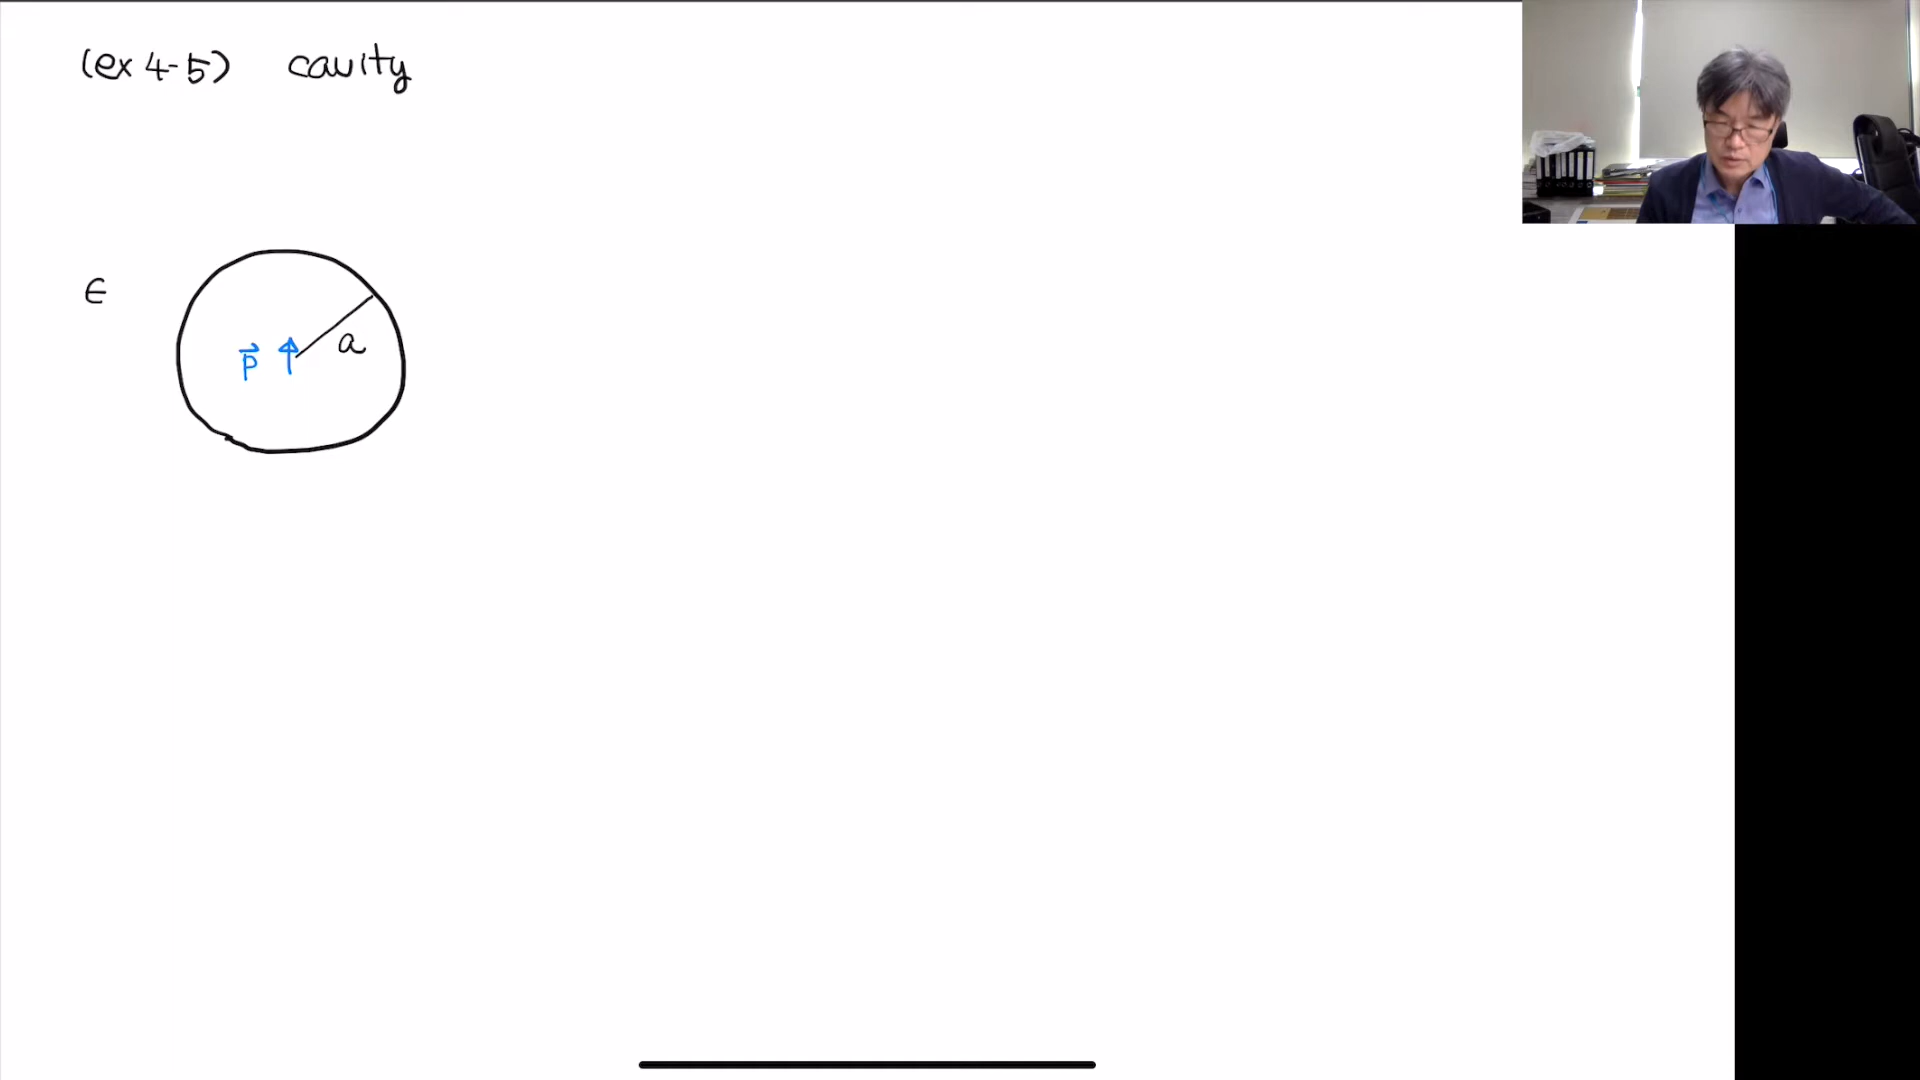 (ex 4-5) cavity
ϵ
p⃗
a